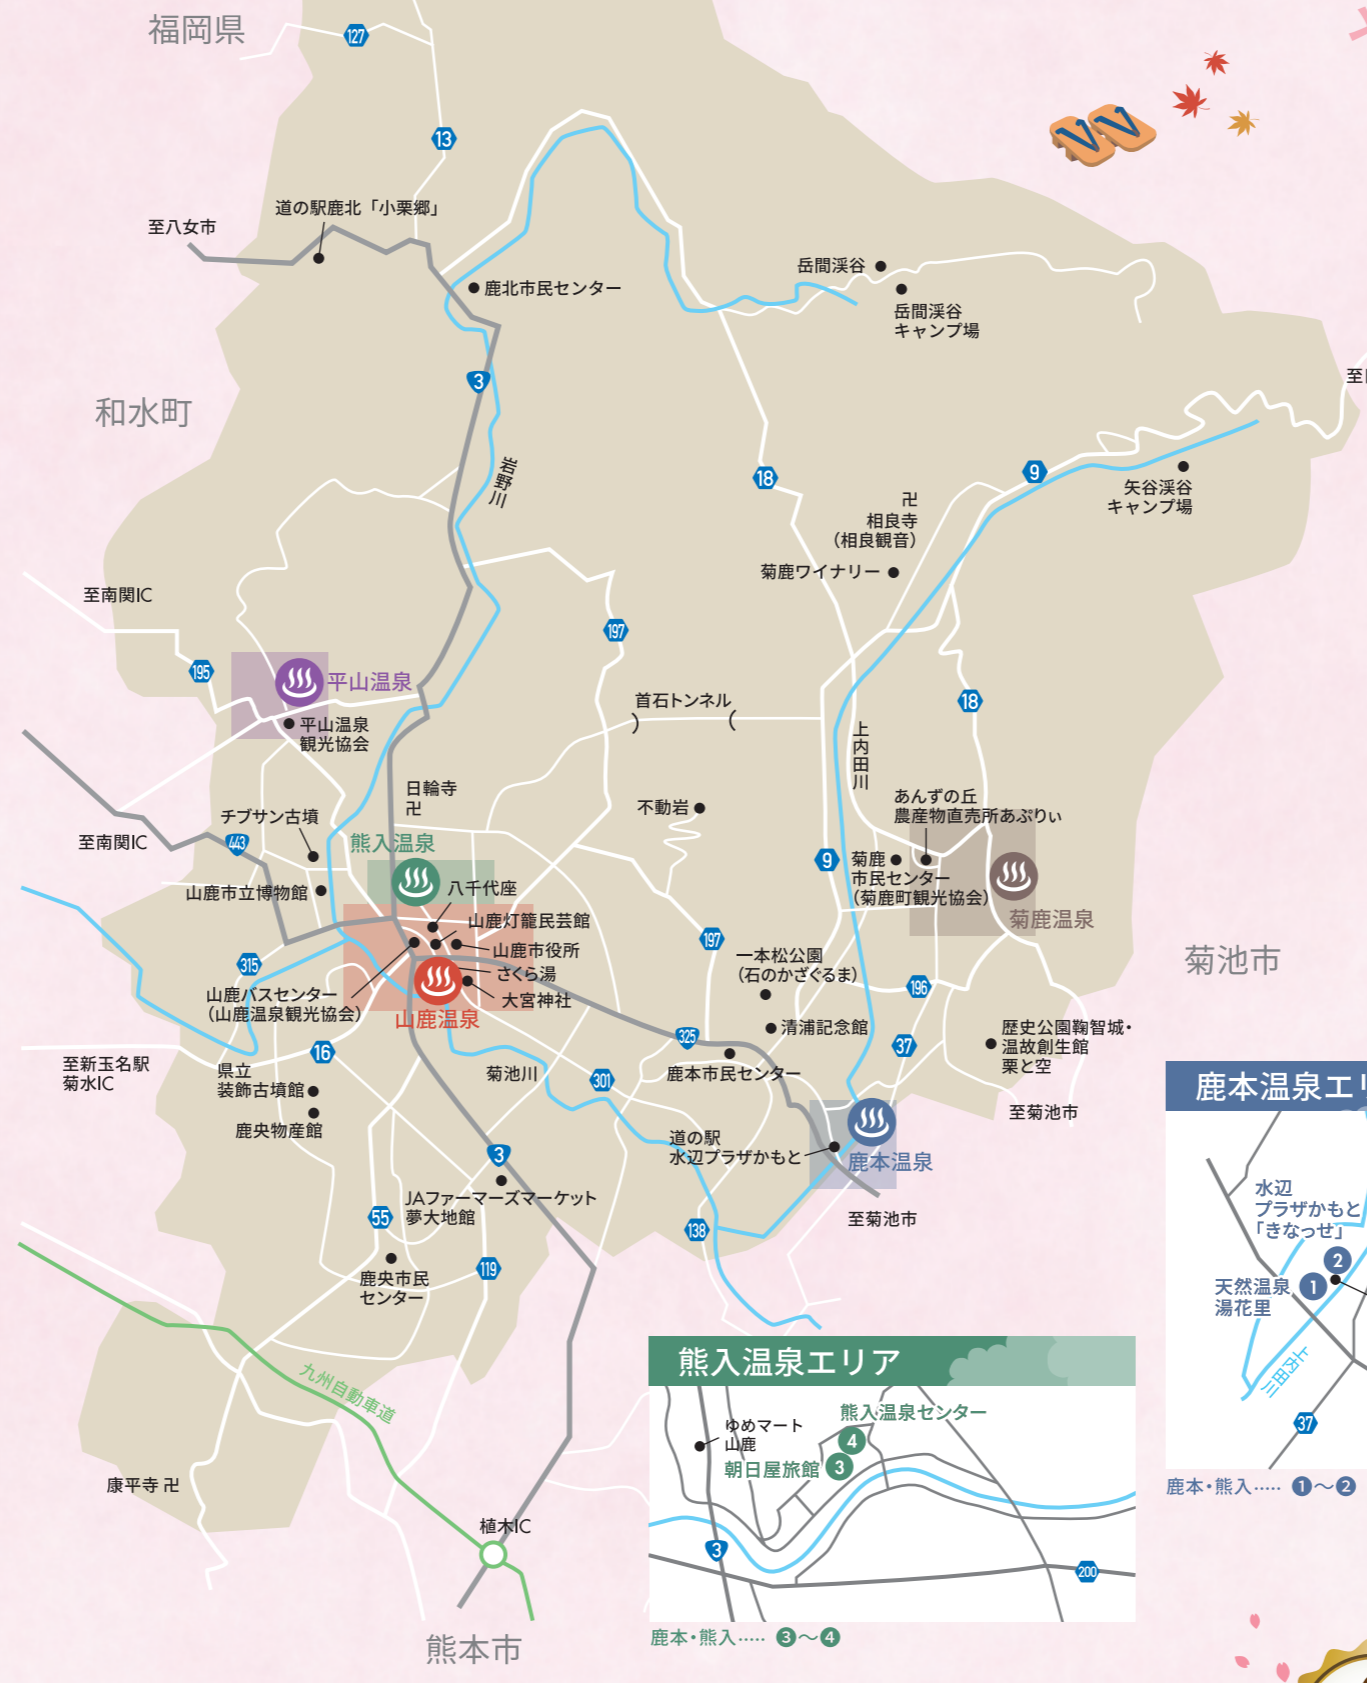 福岡県
127
13
至八女市
道の駅鹿北「小栗郷」
鹿北市民センター
岳間渓谷
岳間渓谷
キャンプ場
3
和水町
岩野川
18
9
矢谷渓谷
キャンプ場
卍
相良寺
（相良観音）
菊鹿ワイナリー
至南関IC
195
平山温泉
平山温泉
観光協会
197
首石トンネル
18
上内田川
日輪寺
卍
不動岩
チブサン古墳
至南関IC
443
熊入温泉
あんずの丘
農産物直売所あぷりぃ
9
菊鹿
市民センター
（菊鹿町観光協会）
菊鹿温泉
山鹿市立博物館
八千代座
山鹿灯籠民芸館
山鹿市役所
さくら湯
大宮神社
315
山鹿バスセンター
（山鹿温泉観光協会）
山鹿温泉
197
一本松公園
（石のかざぐるま）
196
菊池市
清浦記念館
325
37
歴史公園鞠智城・
温故創生館
栗と空
至新玉名駅
菊水IC
16
県立
装飾古墳館
鹿央物産館
菊池川
301
鹿本市民センター
至菊池市
3
道の駅
水辺プラザかもと
鹿本温泉
JAファーマーズマーケット
夢大地館
55
138
至菊池市
119
鹿央市民
センター
九州自動車道
康平寺 卍
植木IC
熊本市
熊入温泉エリア
ゆめマート
山鹿
熊入温泉センター
4
朝日屋旅館 3
3
200
鹿本・熊入····· 3〜4
鹿本温泉エ
水辺
プラザかもと
「きなっせ」
2
天然温泉
湯花里
1
上内田川
37
鹿本・熊入····· 1〜2